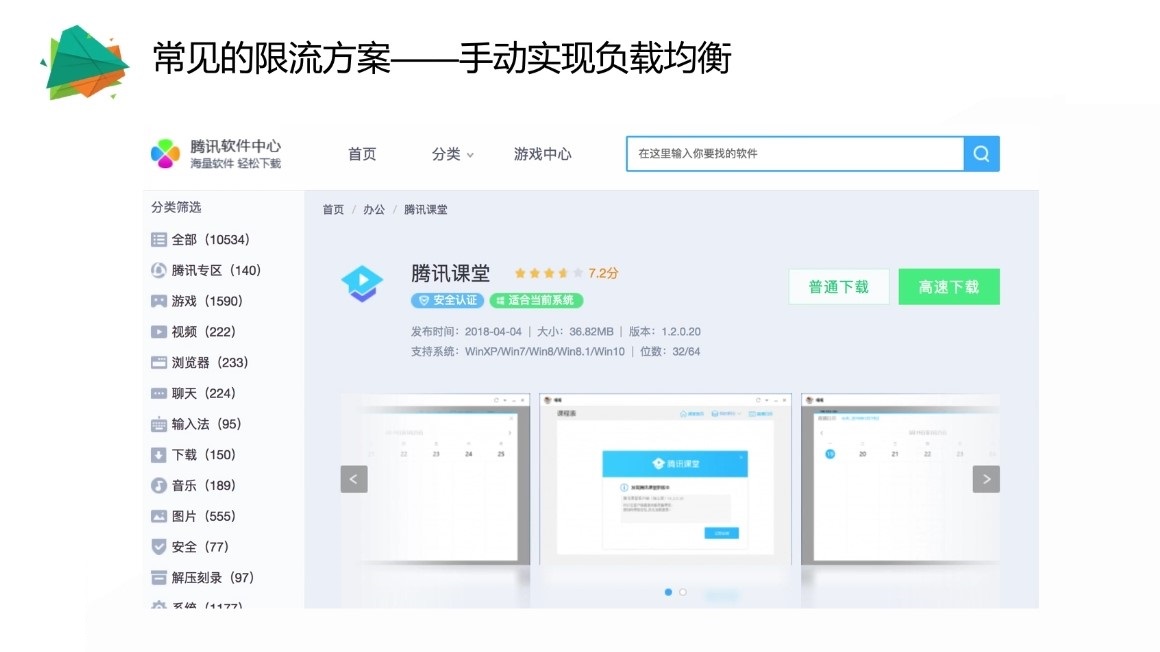 常见的限流方案——手动实现负载均衡
腾讯软件中心
海量软件 轻松下载
首页
分类
游戏中心
在这里输入你要找的软件
分类筛选
全部（10534）
腾讯专区（140）
游戏（1590）
视频（222）
浏览器（233）
聊天（224）
输入法（95）
下载（150）
音乐（189）
图片（555）
安全（77）
解压刻录（97）
系统（1177）
首页 / 办公 / 腾讯课堂
腾讯课堂
7.2分
安全认证
适合当前系统
发布时间：2018-04-04 | 大小：36.82MB | 版本：1.2.0.20
支持系统：WinXP/Win7/Win8/Win8.1/Win10 | 位数：32/64
普通下载
高速下载
21 22 23 24 25
课程表
腾讯课堂
19 20 21 22 23